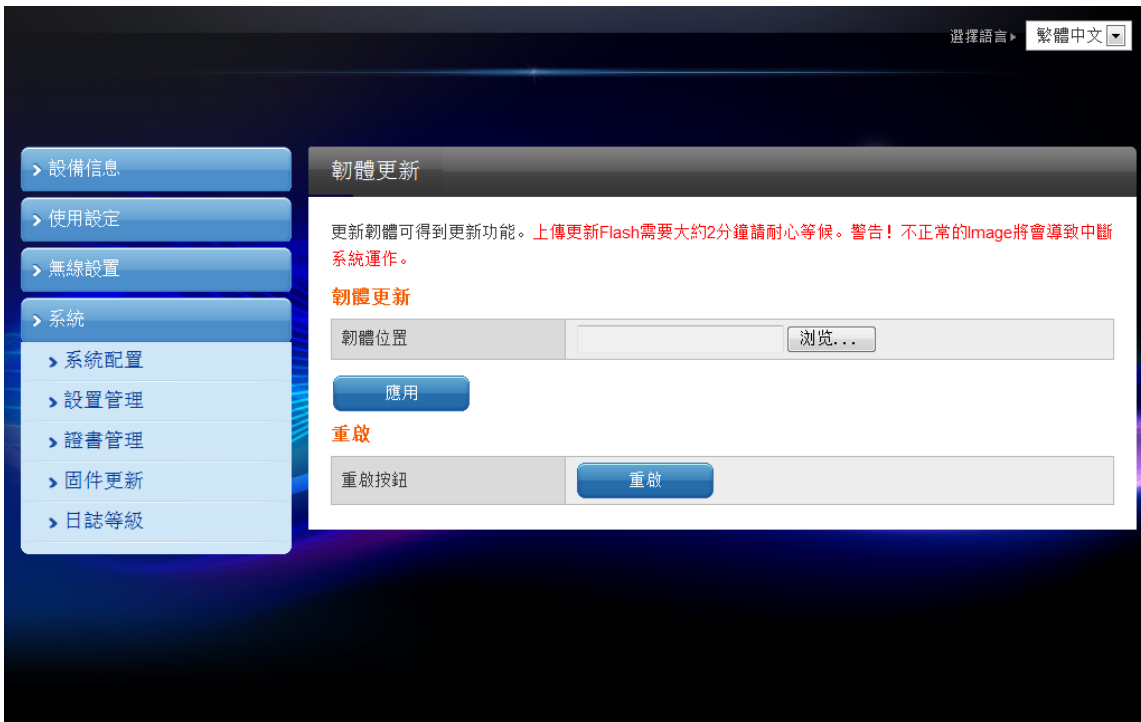 選擇語言
繁體中文
設備信息
使用設定
無線設置
系統
系統配置
設置管理
證書管理
固件更新
日誌等級
韌體更新
更新韌體可得到更新功能。上傳更新Flash需要大約2分鐘請耐心等候。警告！不正常的Image將會導致中斷
系統運作。
韌體更新
韌體位置
浏览...
應用
重啟
重啟按鈕
重啟